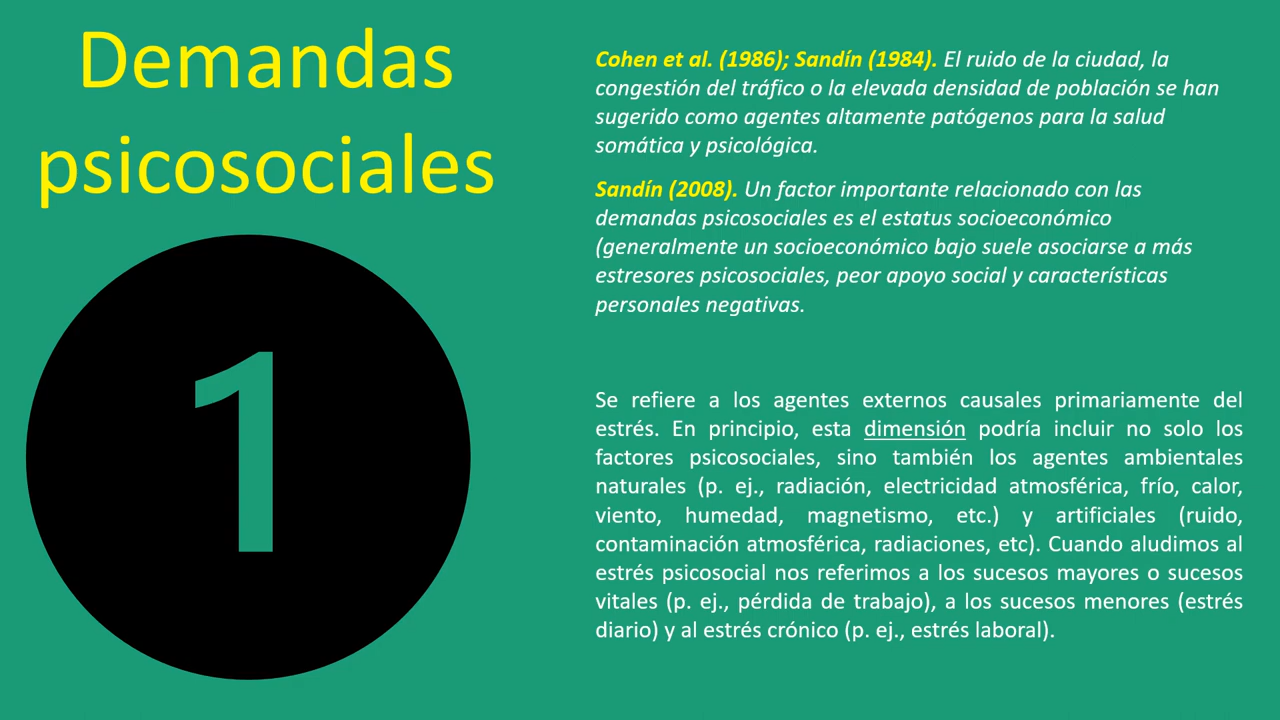 Demandas
psicosociales
1
Cohen et al. (1986); Sandín (1984). El ruido de la ciudad, la
congestión del tráfico o la elevada densidad de población se han
sugerido como agentes altamente patógenos para la salud
somática y psicológica.
Sandín (2008). Un factor importante relacionado con las
demandas psicosociales es el estatus socioeconómico
(generalmente un socioeconómico bajo suele asociarse a más
estresores psicosociales, peor apoyo social y características
personales negativas.
Se refiere a los agentes externos causales primariamente del
estrés. En principio, esta dimensión podría incluir no solo los
factores psicosociales, sino también los agentes ambientales
naturales (p. ej., radiación, electricidad atmosférica, frío, calor,
viento, humedad, magnetismo, etc.) y artificiales (ruido,
contaminación atmosférica, radiaciones, etc). Cuando aludimos al
estrés psicosocial nos referimos a los sucesos mayores o sucesos
vitales (p. ej., pérdida de trabajo), a los sucesos menores (estrés
diario) y al estrés crónico (p. ej., estrés laboral).